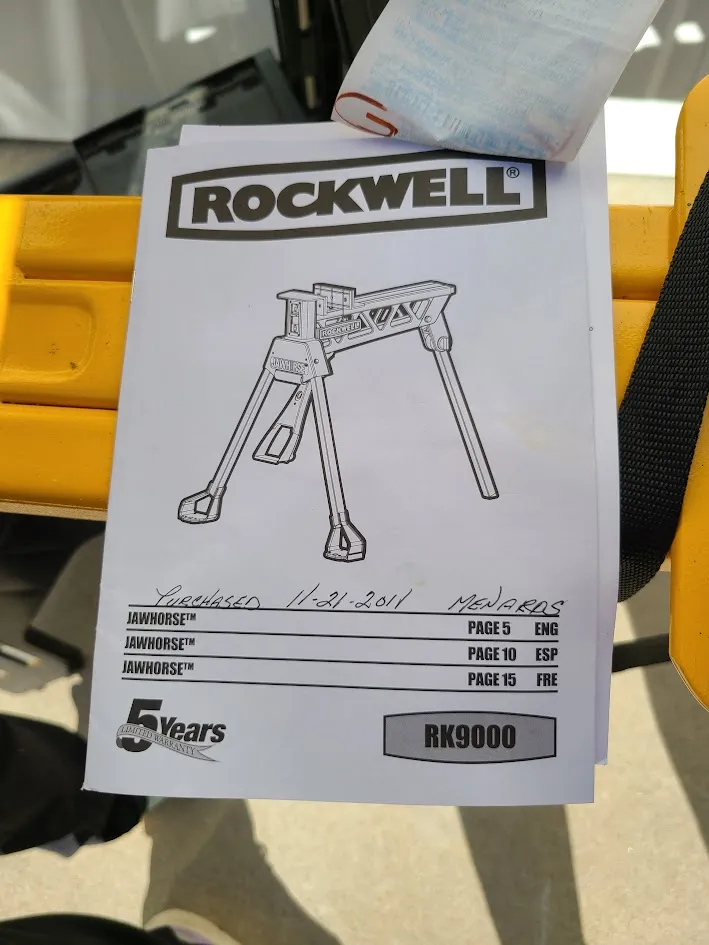 ROCKWELL®
ROCKWELL
JAWHORSE
PURCHASED 11-21-2011 MENARDS
JAWHORSE™ PAGE 5 ENG
JAWHORSE™ PAGE 10 ESP
JAWHORSE™ PAGE 15 FRE
5 Years
LIMITED WARRANTY
RK9000